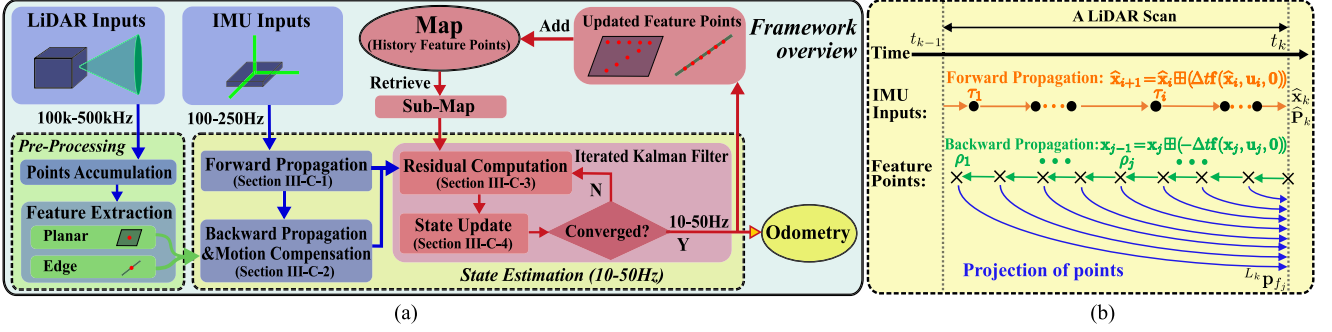 LiDAR Inputs
IMU Inputs
Map
(History Feature Points)
Add
Updated Feature Points
Framework
overview
Retrieve
Sub-Map
100k-500kHz
100-250Hz
Pre-Processing
Points Accumulation
Feature Extraction
Planar
Edge
Forward Propagation
(Section III-C-1)
Backward Propagation
&Motion Compensation
(Section III-C-2)
Residual Computation
(Section III-C-3)
Iterated Kalman Filter
N
State Update
(Section III-C-4)
Converged?
10-50Hz
Y
Odometry
State Estimation (10-50Hz)
(a)
A LiDAR Scan
t_{k-1}
t_k
Time
Forward Propagation: x̂_{i+1}=x̂_i⊞(Δtf(x̂_i,u_i,0))
IMU
Inputs:
τ_1
τ_i
x̂_k
P̂_k
Backward Propagation:x_{j-1}=x_j⊞(-Δtf(x_j,u_j,0))
Feature
Points:
ρ_1
ρ_j
Projection of points
^{L_k}p_{f_j}
(b)